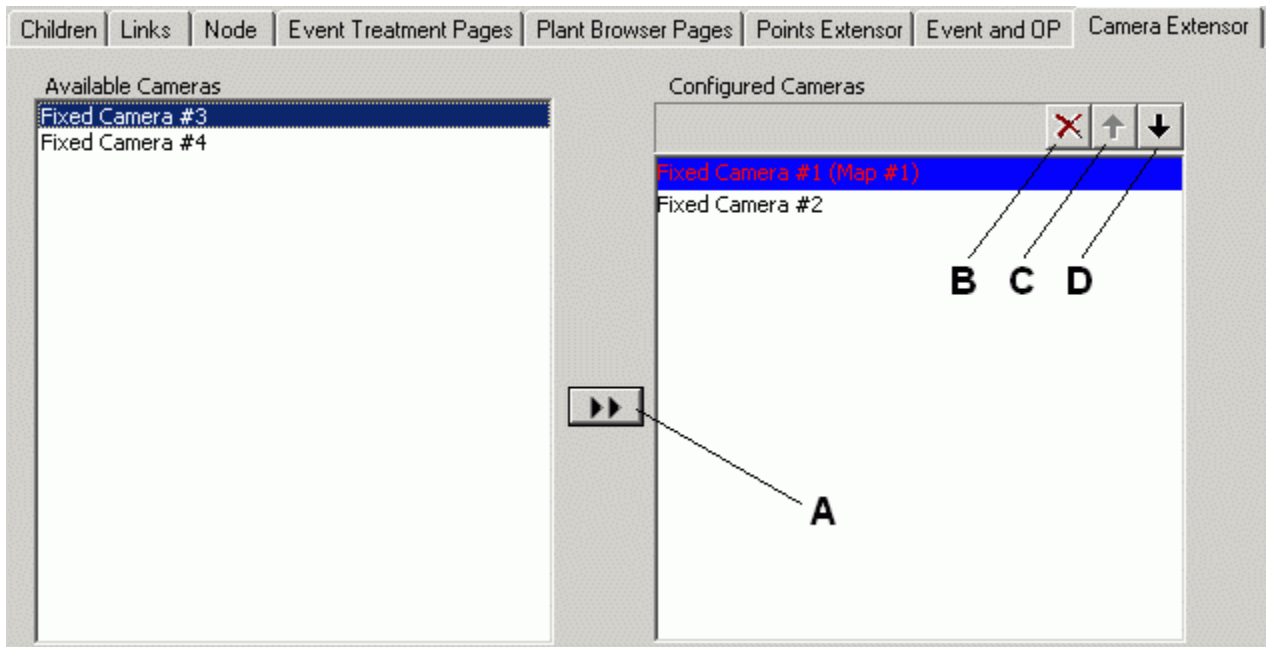 Children Links Node Event Treatment Pages Plant Browser Pages Points Extensor Event and OP Camera Extensor
Available Cameras
Fixed Camera #3
Fixed Camera #4
Configured Cameras
Fixed Camera #1 (Map #1)
Fixed Camera #2
B C D
A